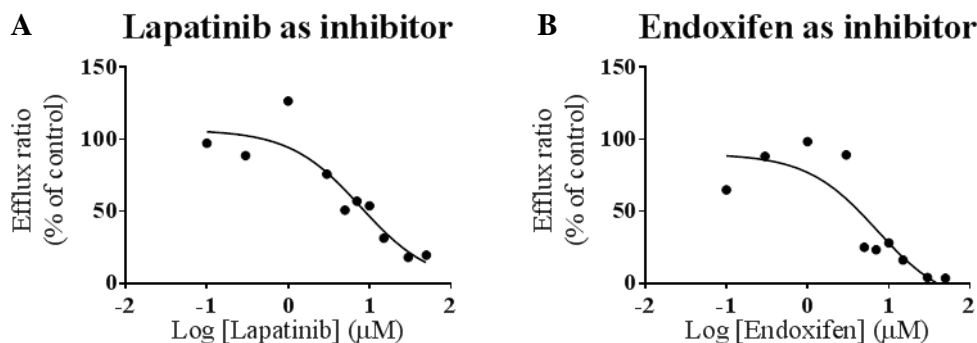 A
Lapatinib as inhibitor
Efflux ratio
(% of control)
150
100
50
0
-2
-1
0
1
2
Log [Lapatinib] (μM)
B
Endoxifen as inhibitor
Efflux ratio
(% of control)
150
100
50
0
-2
-1
0
1
2
Log [Endoxifen] (μM)